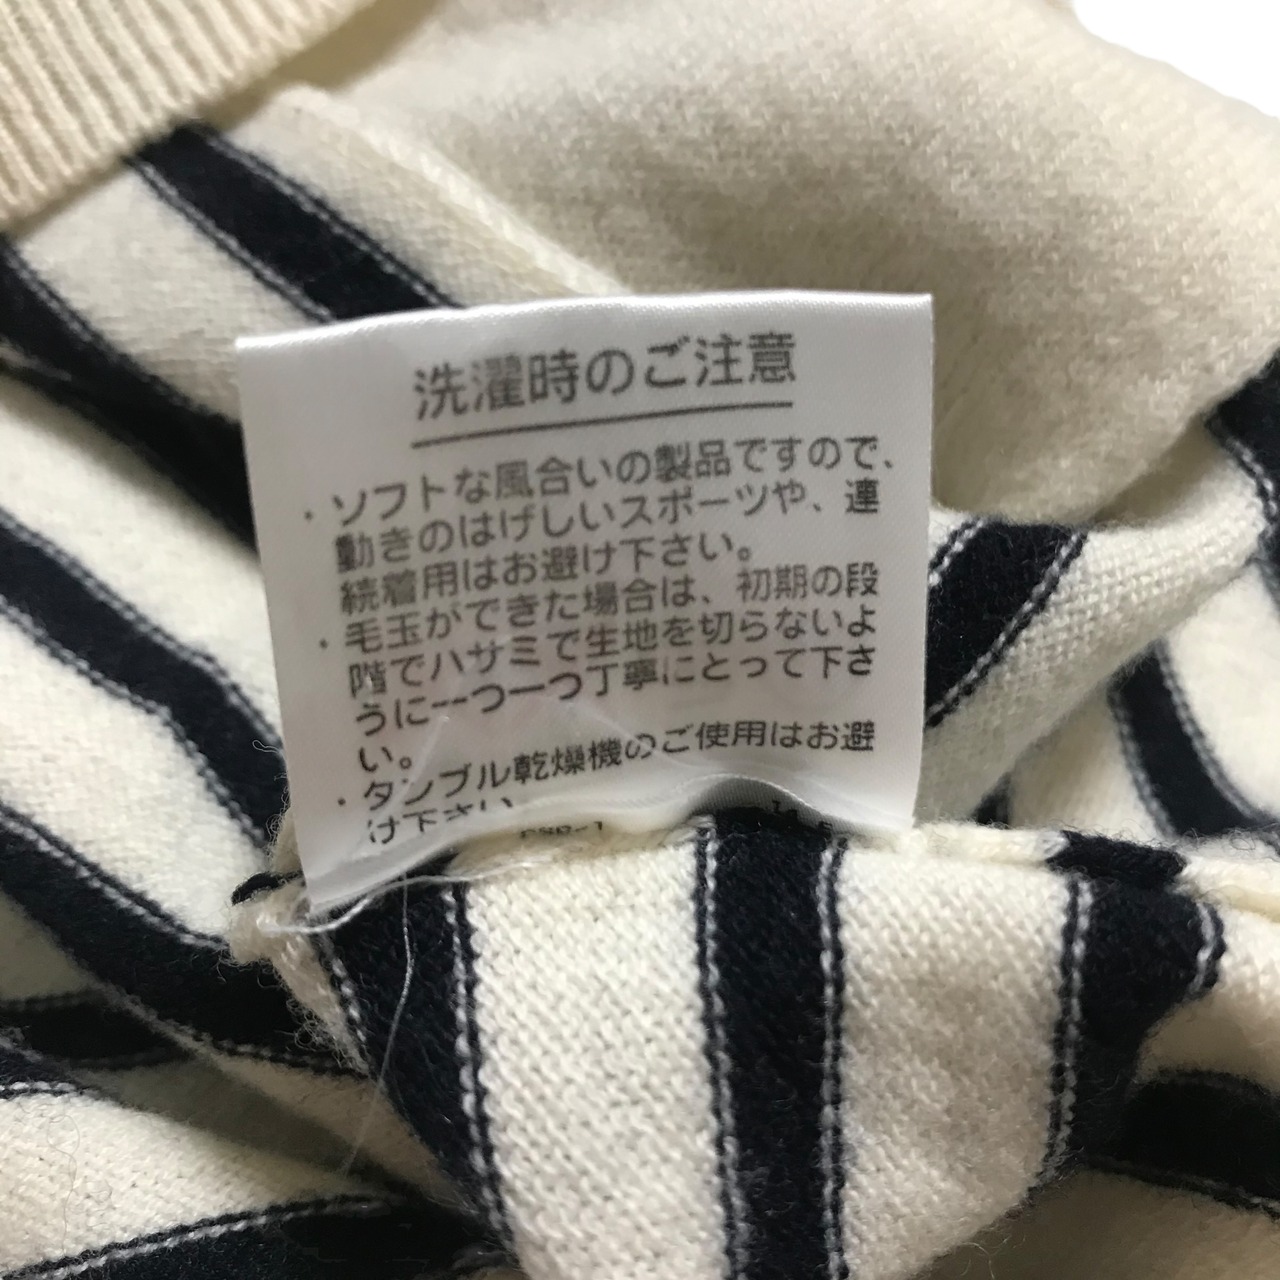 洗濯時のご注意
・ソフトな風合いの製品ですので、
動きのはげしいスポーツや、連
続着用はお避け下さい。
・毛玉ができた場合は、初期の段
階でハサミで生地を切らないよ
うに一つ一つ丁寧にとって下さ
い。
・タンブル乾燥機のご使用はお避
け下さい